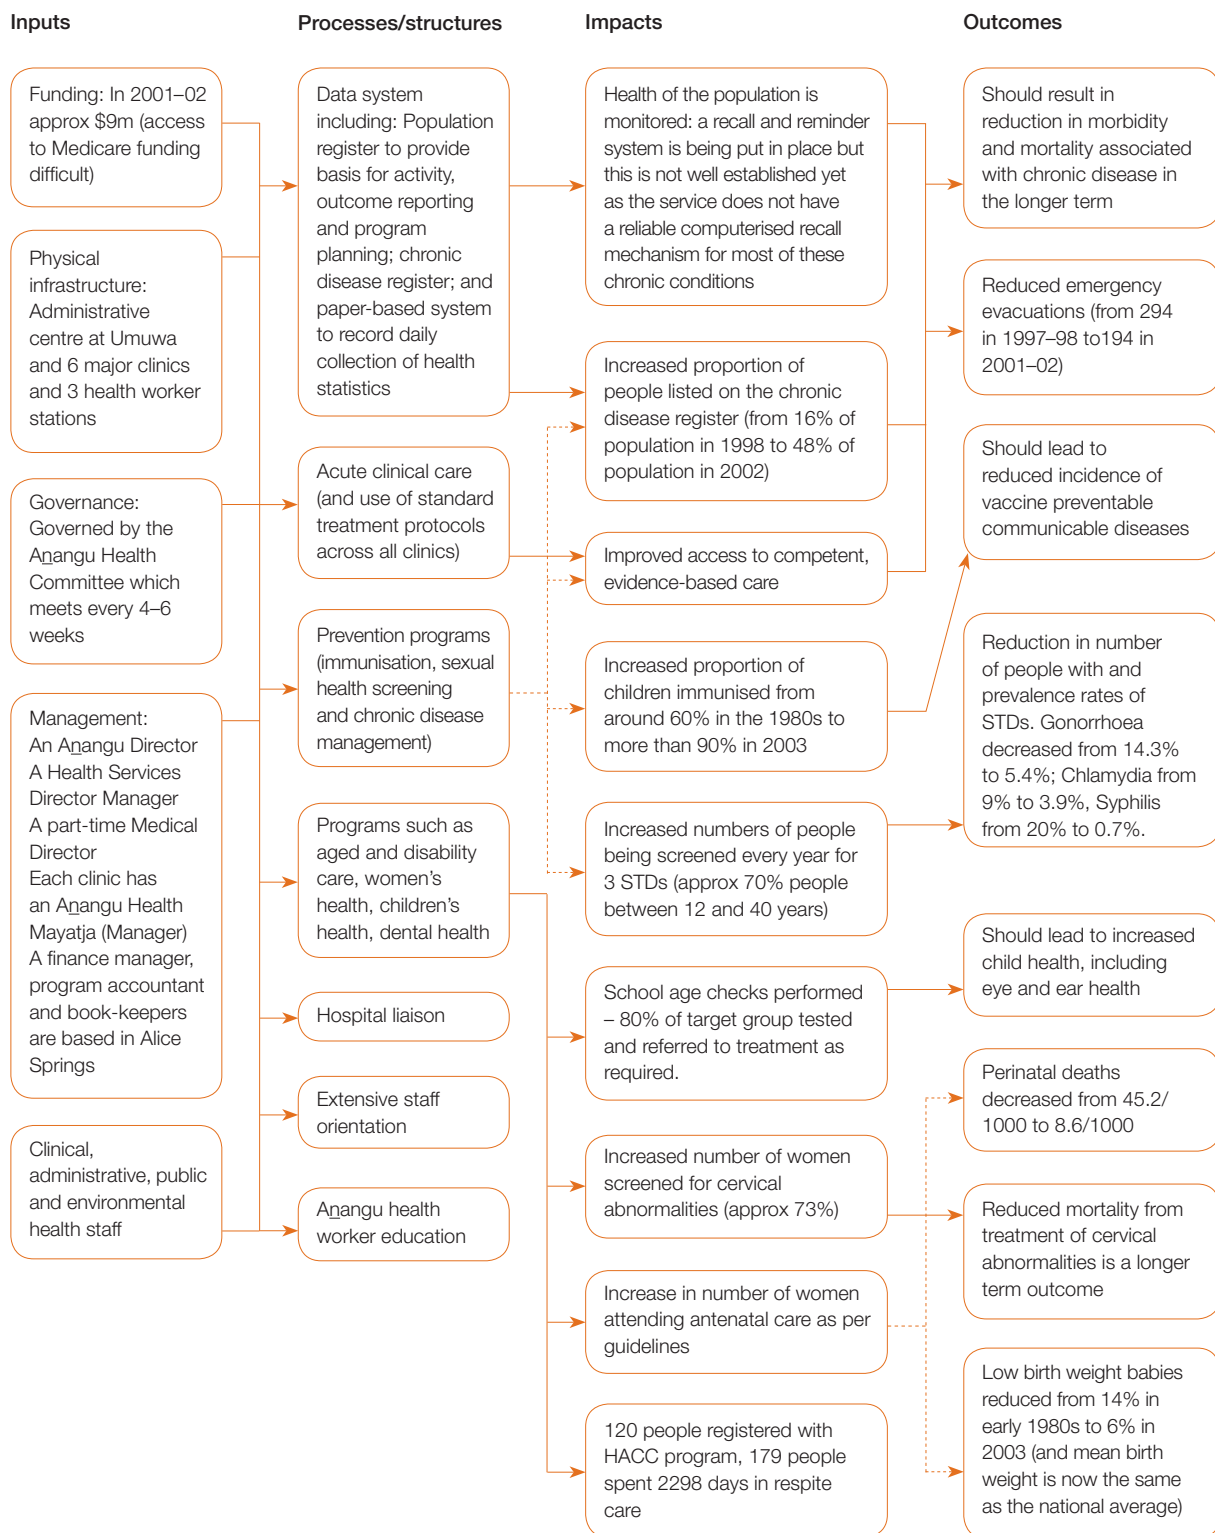 Inputs
Processes/structures
Impacts
Outcomes
Funding: In 2001–02
approx $9m (access
to Medicare funding
difficult)
Physical
infrastructure:
Administrative
centre at Umuwa
and 6 major clinics
and 3 health worker
stations
Governance:
Governed by the
Aṉangu Health
Committee which
meets every 4–6
weeks
Management:
An Aṉangu Director
A Health Services
Director Manager
A part-time Medical
Director
Each clinic has
an Aṉangu Health
Mayatja (Manager)
A finance manager,
program accountant
and book-keepers
are based in Alice
Springs
Clinical,
administrative, public
and environmental
health staff
Data system
including: Population
register to provide
basis for activity,
outcome reporting
and program
planning; chronic
disease register; and
paper-based system
to record daily
collection of health
statistics
Acute clinical care
(and use of standard
treatment protocols
across all clinics)
Prevention programs
(immunisation, sexual
health screening
and chronic disease
management)
Programs such as
aged and disability
care, women’s
health, children’s
health, dental health
Hospital liaison
Extensive staff
orientation
Aṉangu health
worker education
Health of the population is
monitored: a recall and reminder
system is being put in place but
this is not well established yet
as the service does not have
a reliable computerised recall
mechanism for most of these
chronic conditions
Increased proportion of
people listed on the chronic
disease register (from 16% of
population in 1998 to 48% of
population in 2002)
Improved access to competent,
evidence-based care
Increased proportion of
children immunised from
around 60% in the 1980s to
more than 90% in 2003
Increased numbers of people
being screened every year for
3 STDs (approx 70% people
between 12 and 40 years)
School age checks performed
– 80% of target group tested
and referred to treatment as
required.
Increased number of women
screened for cervical
abnormalities (approx 73%)
Increase in number of women
attending antenatal care as per
guidelines
120 people registered with
HACC program, 179 people
spent 2298 days in respite
care
Should result in
reduction in morbidity
and mortality associated
with chronic disease in
the longer term
Reduced emergency
evacuations (from 294
in 1997–98 to194 in
2001–02)
Should lead to
reduced incidence of
vaccine preventable
communicable diseases
Reduction in number
of people with and
prevalence rates of
STDs. Gonorrhoea
decreased from 14.3%
to 5.4%; Chlamydia from
9% to 3.9%, Syphilis
from 20% to 0.7%.
Should lead to increased
child health, including
eye and ear health
Perinatal deaths
decreased from 45.2/
1000 to 8.6/1000
Reduced mortality from
treatment of cervical
abnormalities is a longer
term outcome
Low birth weight babies
reduced from 14% in
early 1980s to 6% in
2003 (and mean birth
weight is now the same
as the national average)